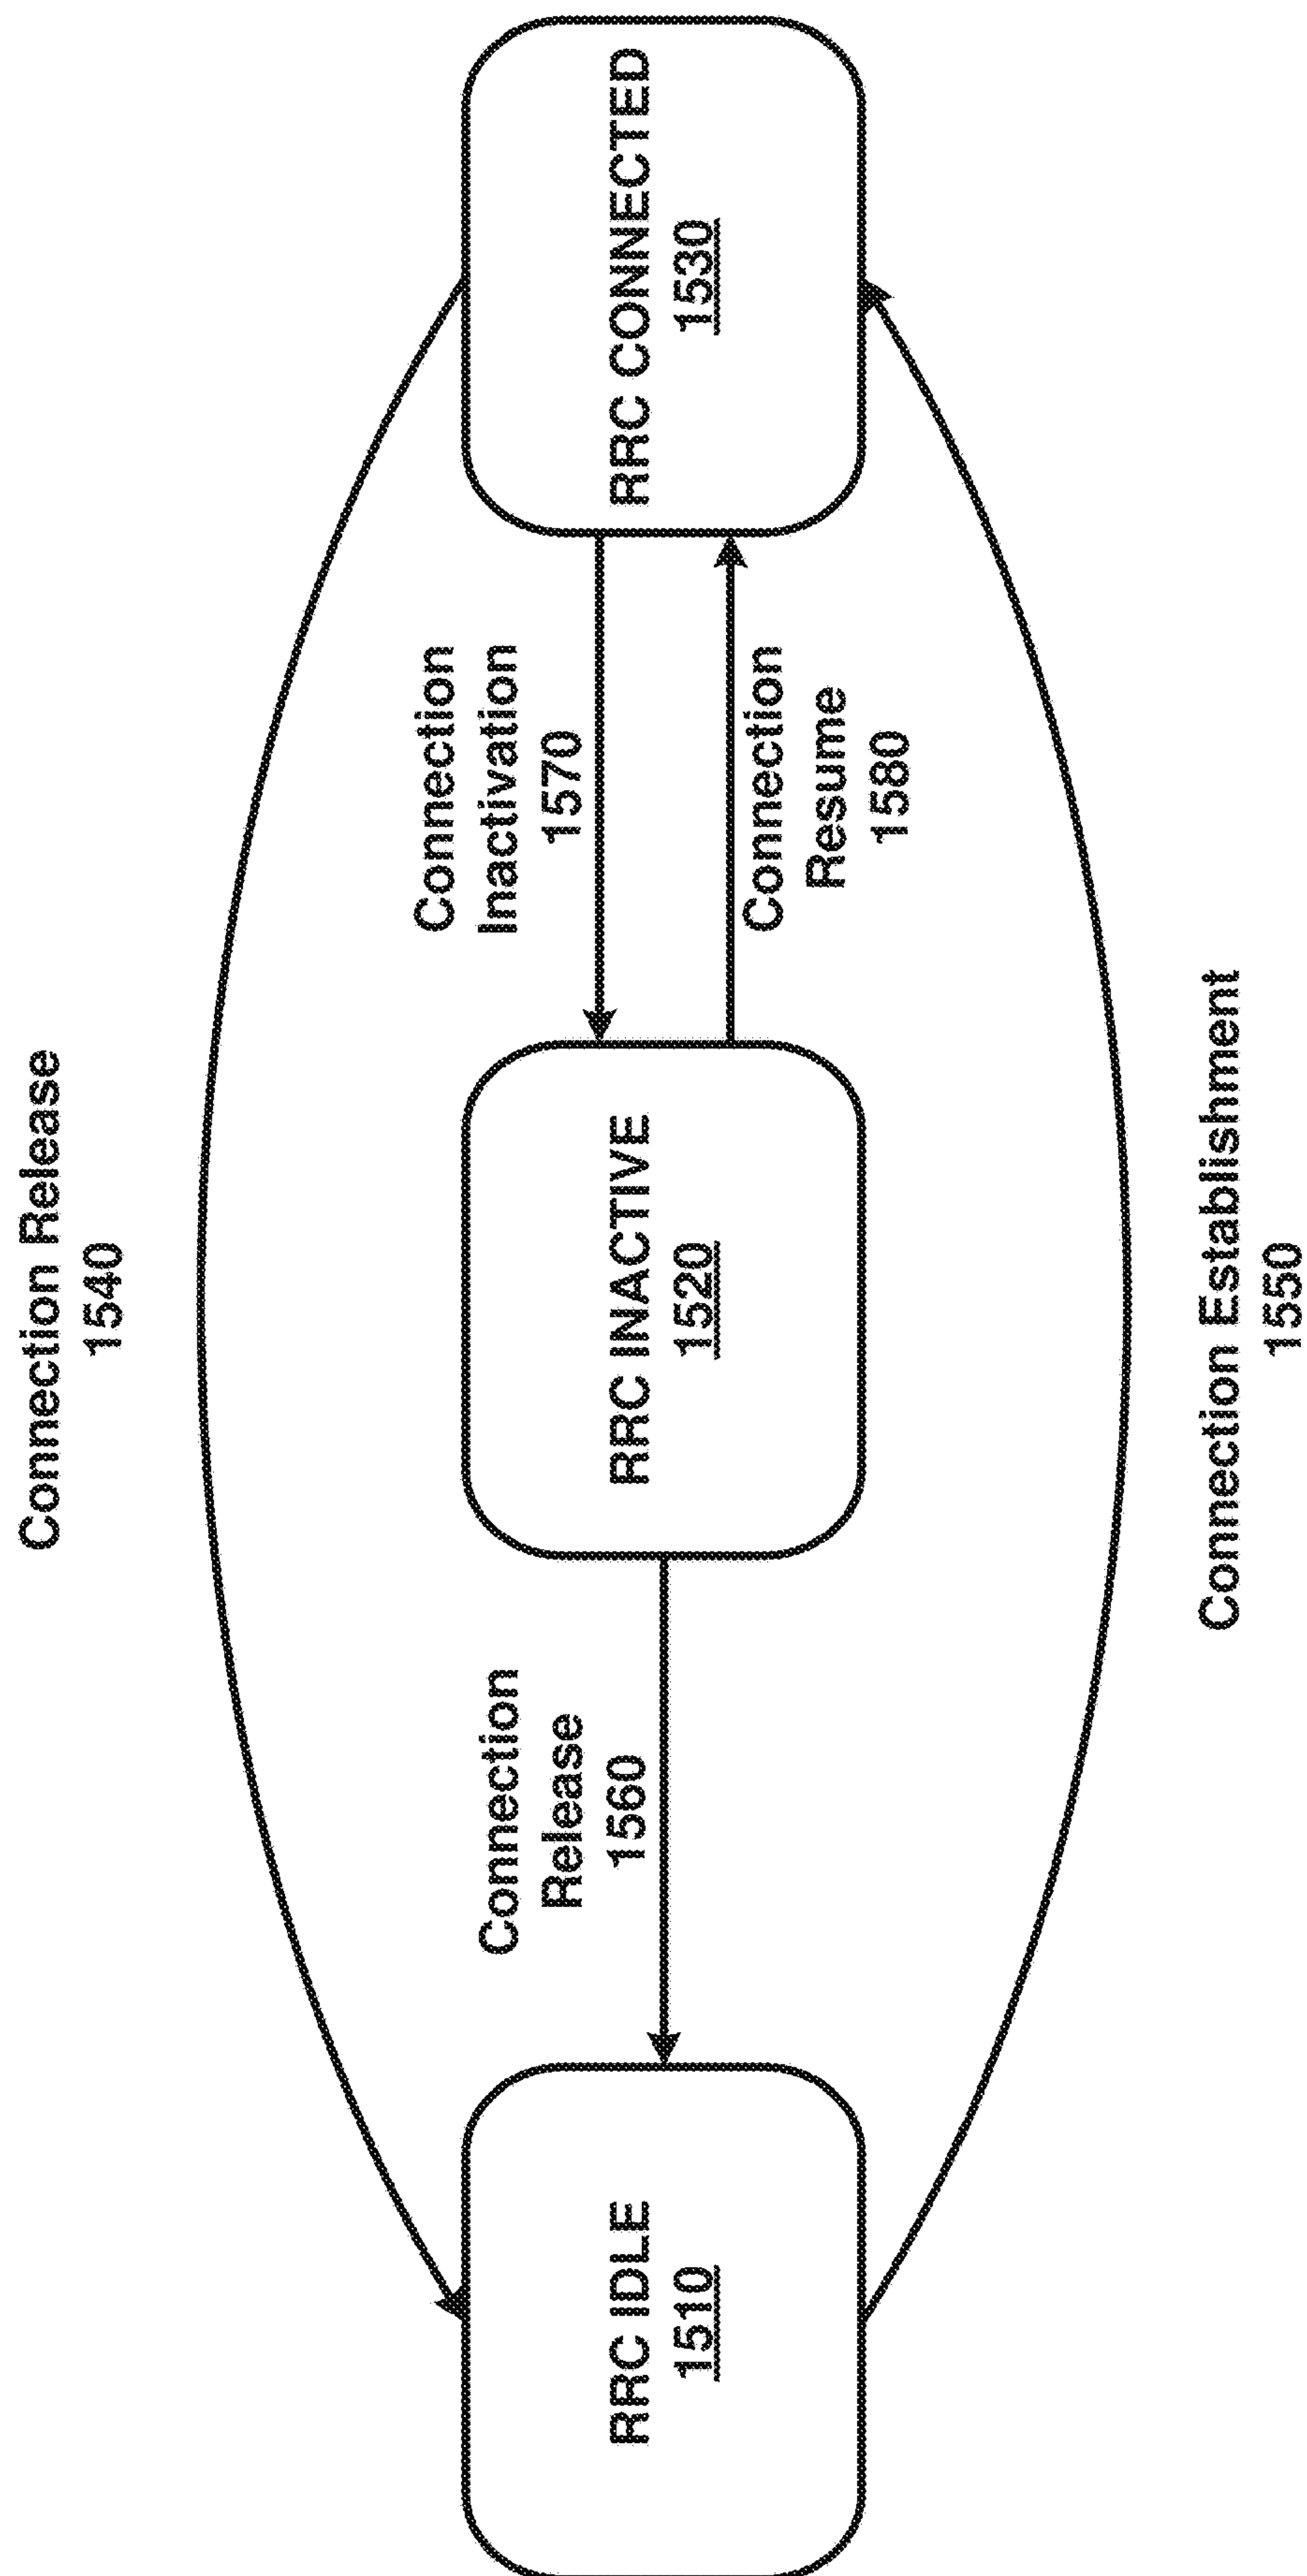 Connection Release
1540
RRC IDLE
1510
Connection
Release
1560
RRC INACTIVE
1520
Connection
Inactivation
1570
Connection
Resume
1580
RRC CONNECTED
1530
Connection Establishment
1550